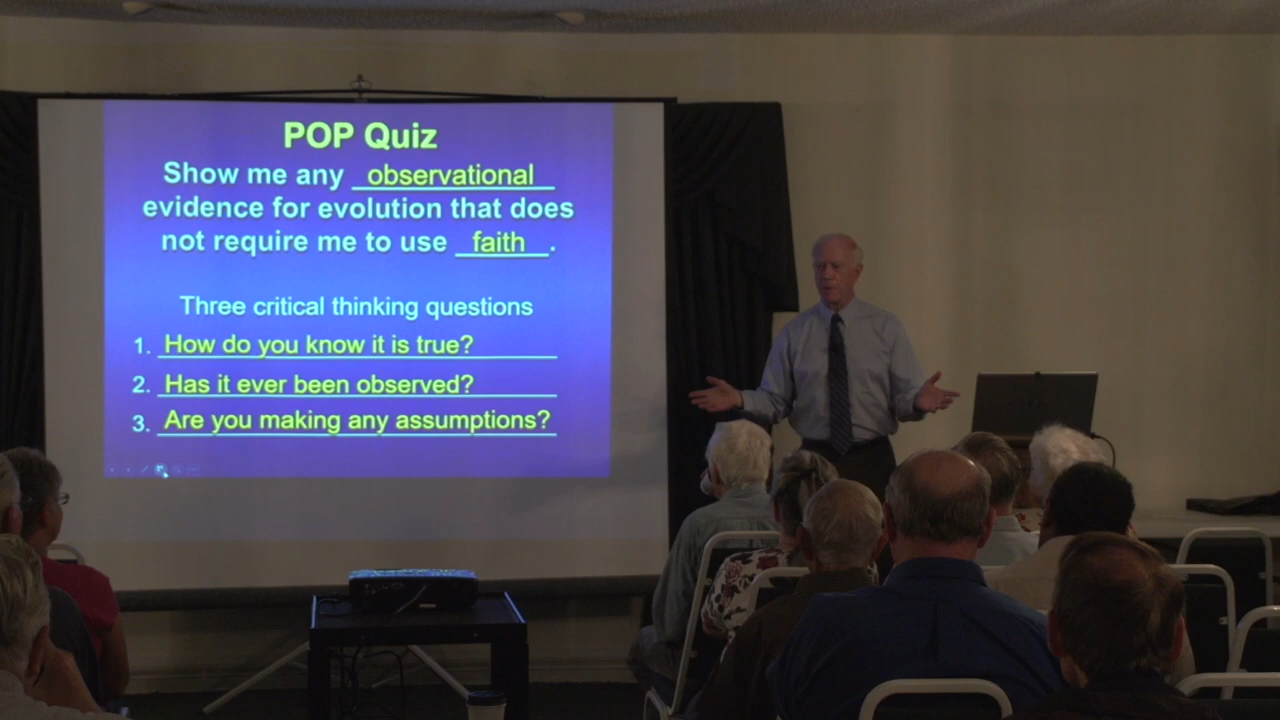 POP Quiz
Show me any observational
evidence for evolution that does
not require me to use faith.
Three critical thinking questions
1. How do you know it is true?
2. Has it ever been observed?
3. Are you making any assumptions?